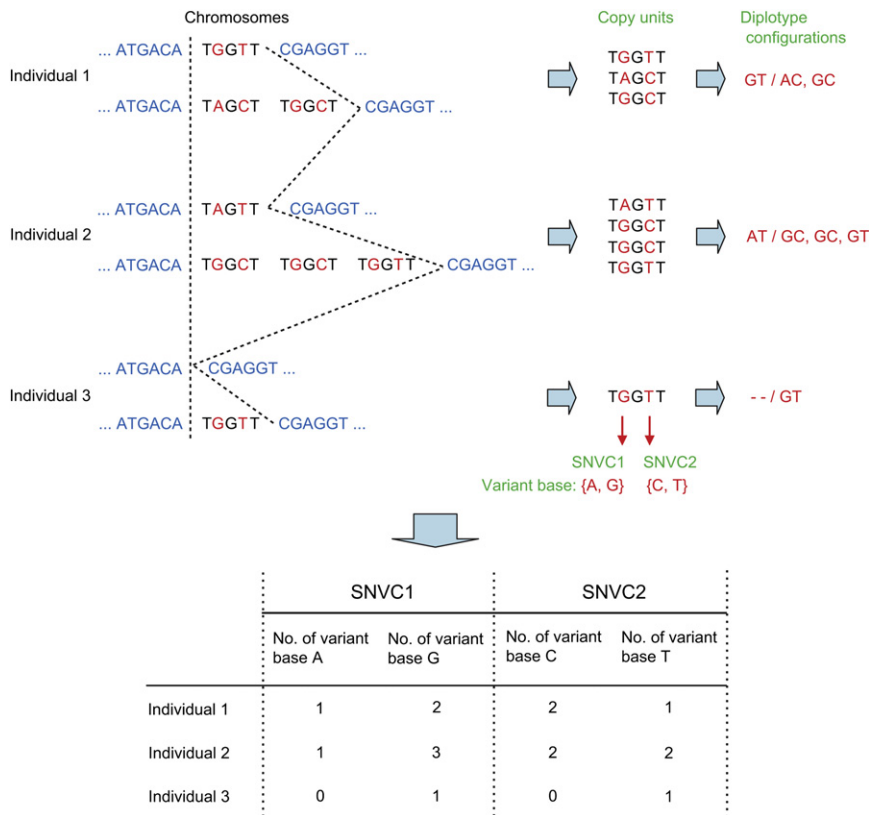 Chromosomes Copy units Diplotype configurations
Individual 1
... ATGACA TGGTT CGAGGT ...
... ATGACA TAGCT TGGCT CGAGGT ...
TGGTT
TAGCT
TGGCT
GT / AC, GC
Individual 2
... ATGACA TAGTT CGAGGT ...
... ATGACA TGGCT TGGCT TGGTT CGAGGT ...
TAGTT
TGGCT
TGGCT
TGGTT
AT / GC, GC, GT
Individual 3
... ATGACA CGAGGT ...
... ATGACA TGGTT CGAGGT ...
TGGTT
- - / GT
SNVC1 SNVC2
Variant base: {A, G} {C, T}
SNVC1 SNVC2
No. of variant base A No. of variant base G No. of variant base C No. of variant base T
Individual 1 1 2 2 1
Individual 2 1 3 2 2
Individual 3 0 1 0 1